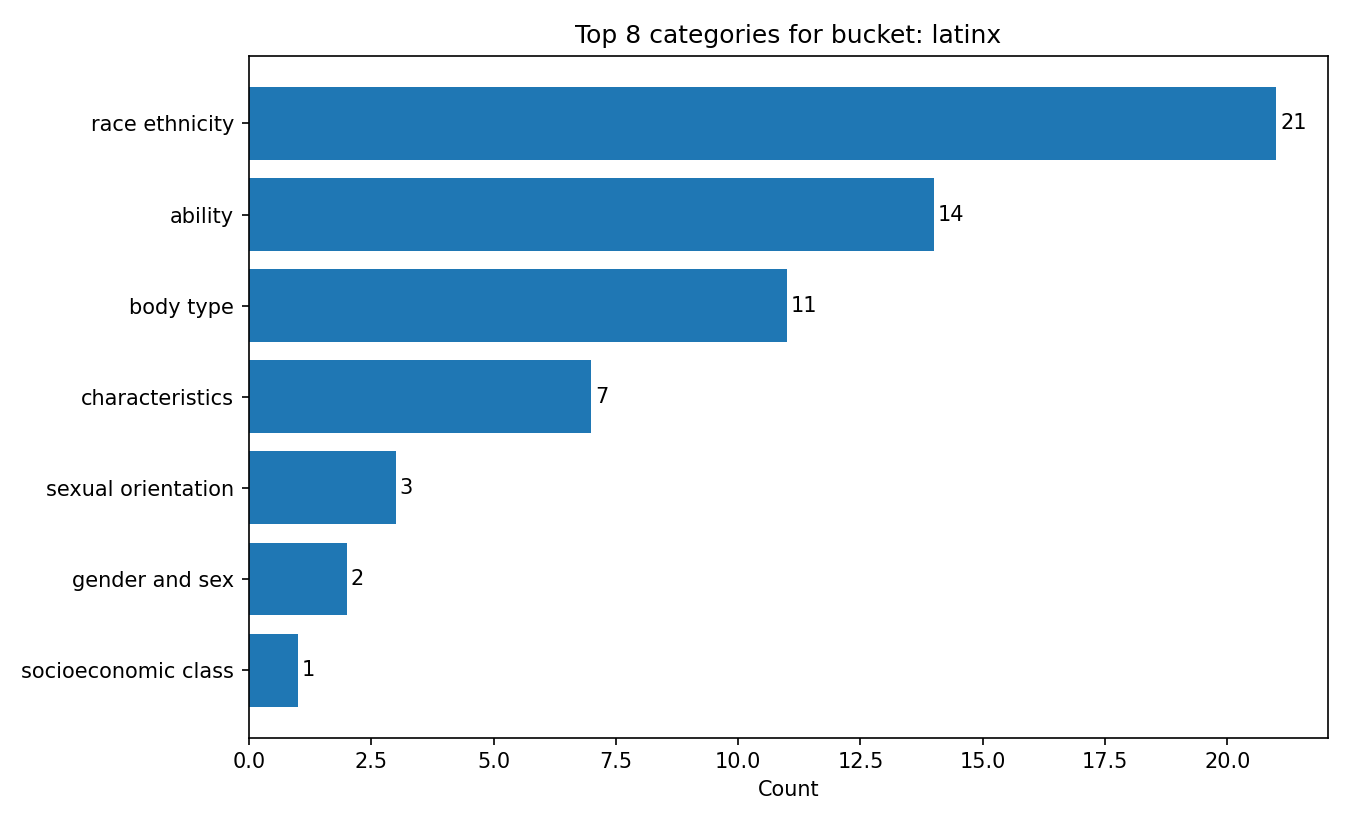 Top 8 categories for bucket: latinx
race ethnicity
21
ability
14
body type
11
characteristics
7
sexual orientation
3
gender and sex
2
socioeconomic class
1
0.0 2.5 5.0 7.5 10.0 12.5 15.0 17.5 20.0
Count